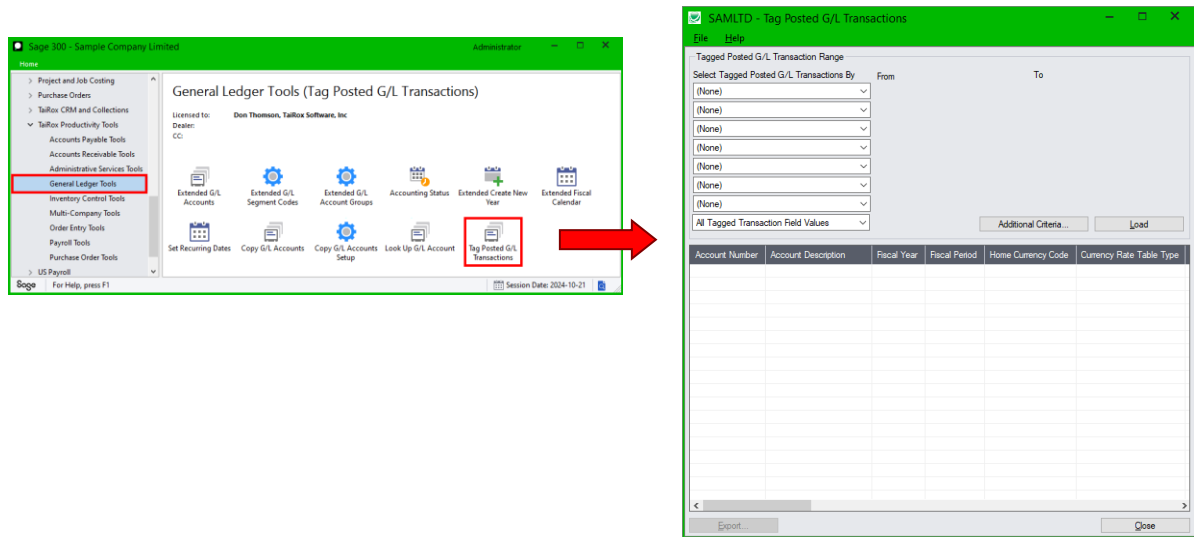 Sage 300 - Sample Company Limited
Administrator
Home
> Project and Job Costing
> Purchase Orders
> TaiRox CRM and Collections
TaiRox Productivity Tools
Accounts Payable Tools
Accounts Receivable Tools
Administrative Services Tools
General Ledger Tools
Inventory Control Tools
Multi-Company Tools
Order Entry Tools
Payroll Tools
Purchase Order Tools
> US Payroll
General Ledger Tools (Tag Posted G/L Transactions)
Licensed to: Don Thomson, TaiRox Software, Inc
Dealer:
CC:
Extended G/L Accounts
Extended G/L Segment Codes
Extended G/L Account Groups
Accounting Status
Extended Create New Year
Extended Fiscal Calendar
Set Recurring Dates
Copy G/L Accounts
Copy G/L Accounts Setup
Look Up G/L Account
Tag Posted G/L Transactions
Sage For Help, press F1
Session Date: 2024-10-21
SAMLTD - Tag Posted G/L Transactions
File Help
Tagged Posted G/L Transaction Range
Select Tagged Posted G/L Transactions By From To
(None)
(None)
(None)
(None)
(None)
(None)
(None)
All Tagged Transaction Field Values
Additional Criteria... Load
Account Number Account Description Fiscal Year Fiscal Period Home Currency Code Currency Rate Table Type
Export... Close